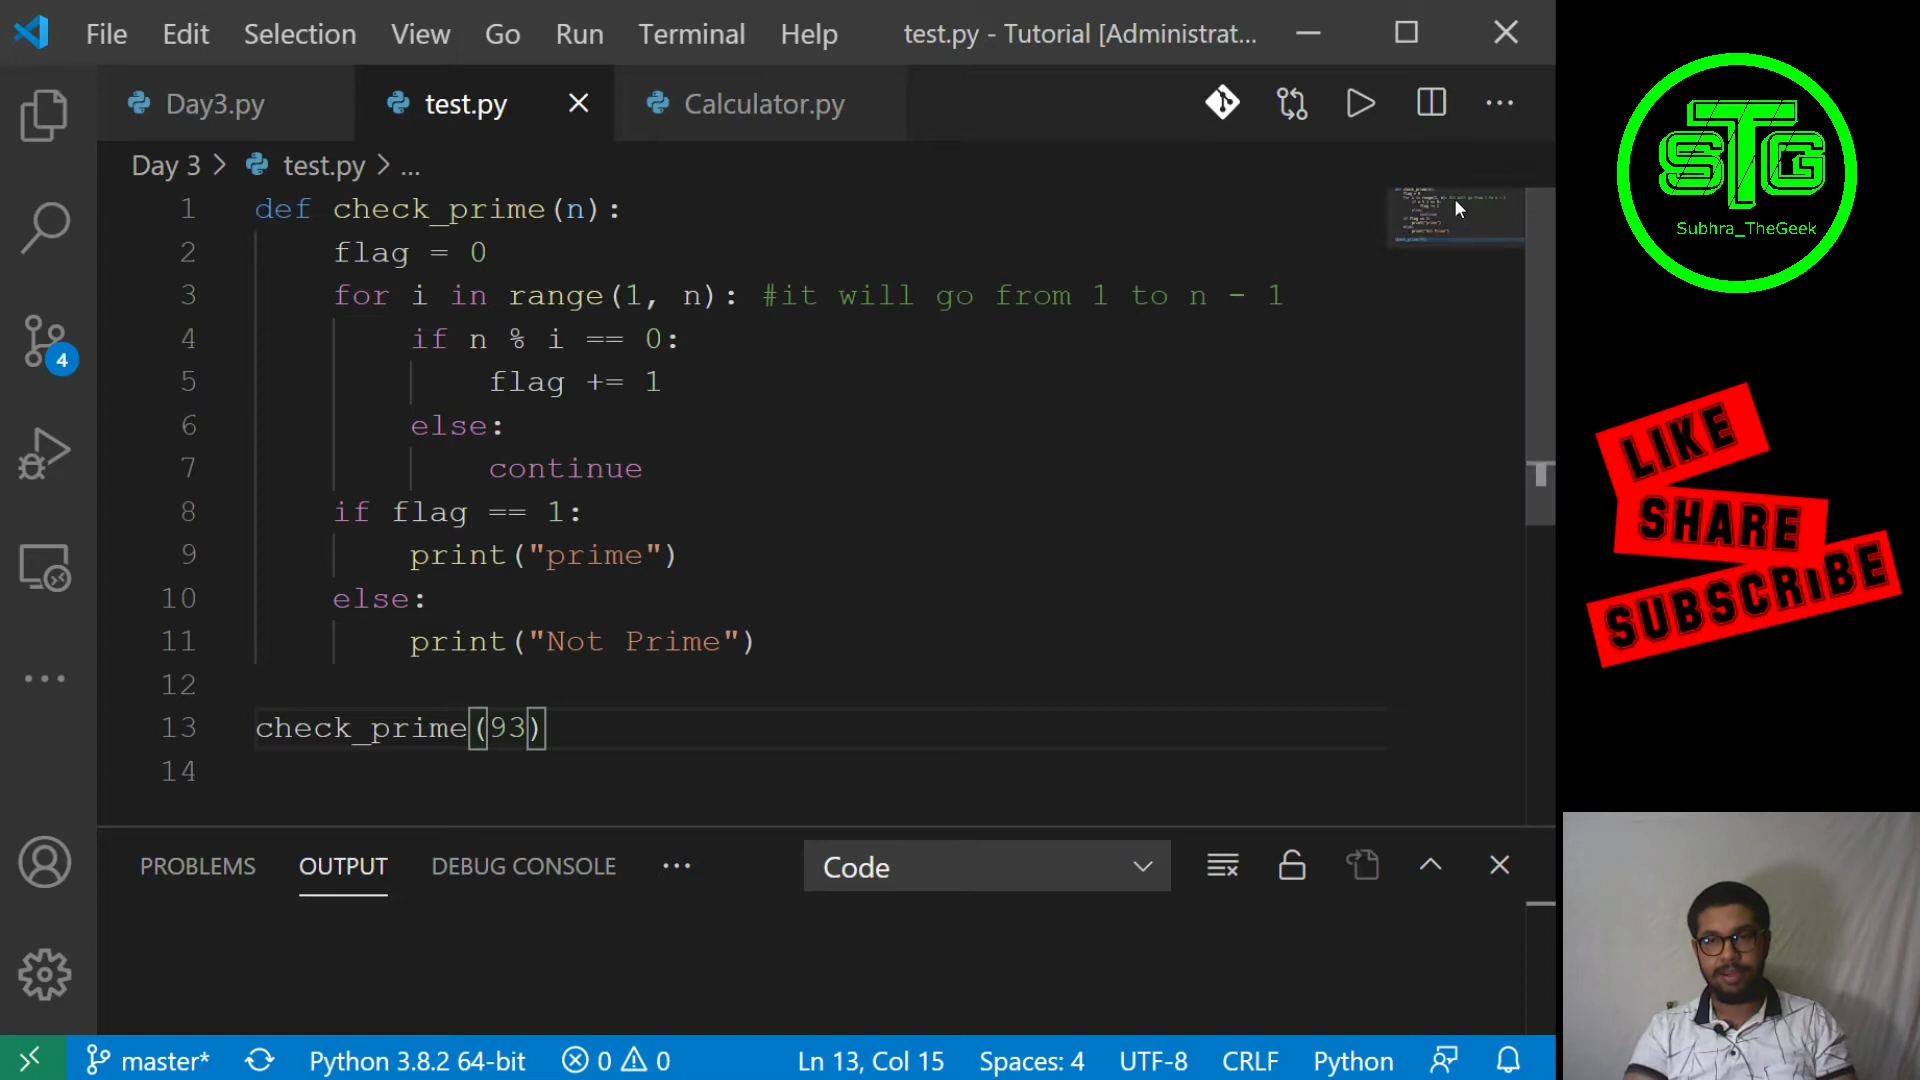 File Edit Selection View Go Run Terminal Help test.py - Tutorial [Administrat...
Day3.py test.py Calculator.py
Day 3 > test.py > ...
1 def check_prime(n):
2 flag = 0
3 for i in range(1, n): #it will go from 1 to n - 1
4 if n % i == 0:
5 flag += 1
6 else:
7 continue
8 if flag == 1:
9 print("prime")
10 else:
11 print("Not Prime")
12
13 check_prime(93)
14
4
PROBLEMS OUTPUT DEBUG CONSOLE ... Code
master* Python 3.8.2 64-bit 0 0 Ln 13, Col 15 Spaces: 4 UTF-8 CRLF Python
STG
Subhra_TheGeek
LIKE
SHARE
SUBSCRIBE